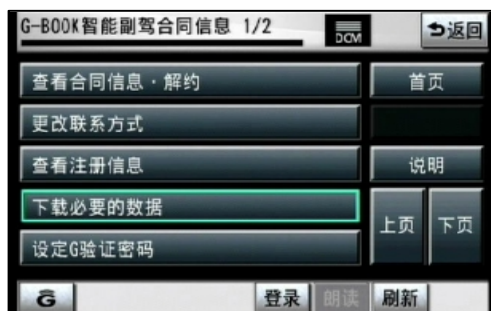 G-BOOK智能副驾合同信息 1/2 DCM 返回
查看合同信息·解约 首页
更改联系方式
查看注册信息 说明
下载必要的数据
上页 下页
设定G验证密码
G 登录 朗读 刷新